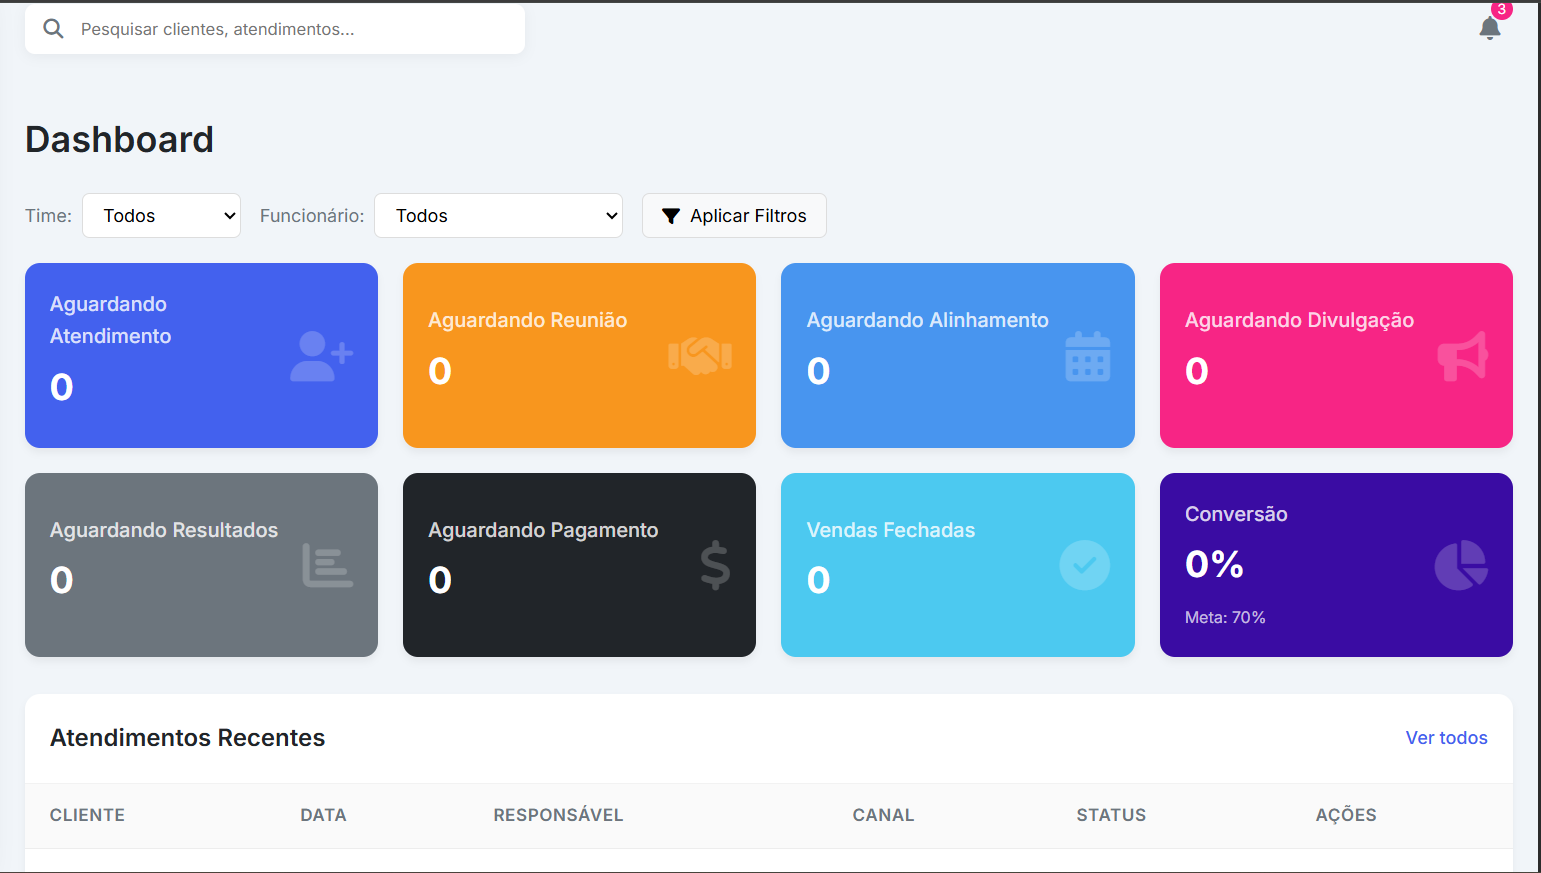 Pesquisar clientes, atendimentos...
3
Dashboard
Time: Todos Funcionário: Todos Aplicar Filtros
Aguardando
Atendimento
0
Aguardando Reunião
0
Aguardando Alinhamento
0
Aguardando Divulgação
0
Aguardando Resultados
0
Aguardando Pagamento
0
Vendas Fechadas
0
Conversão
0%
Meta: 70%
Atendimentos Recentes
Ver todos
CLIENTE DATA RESPONSÁVEL CANAL STATUS AÇÕES